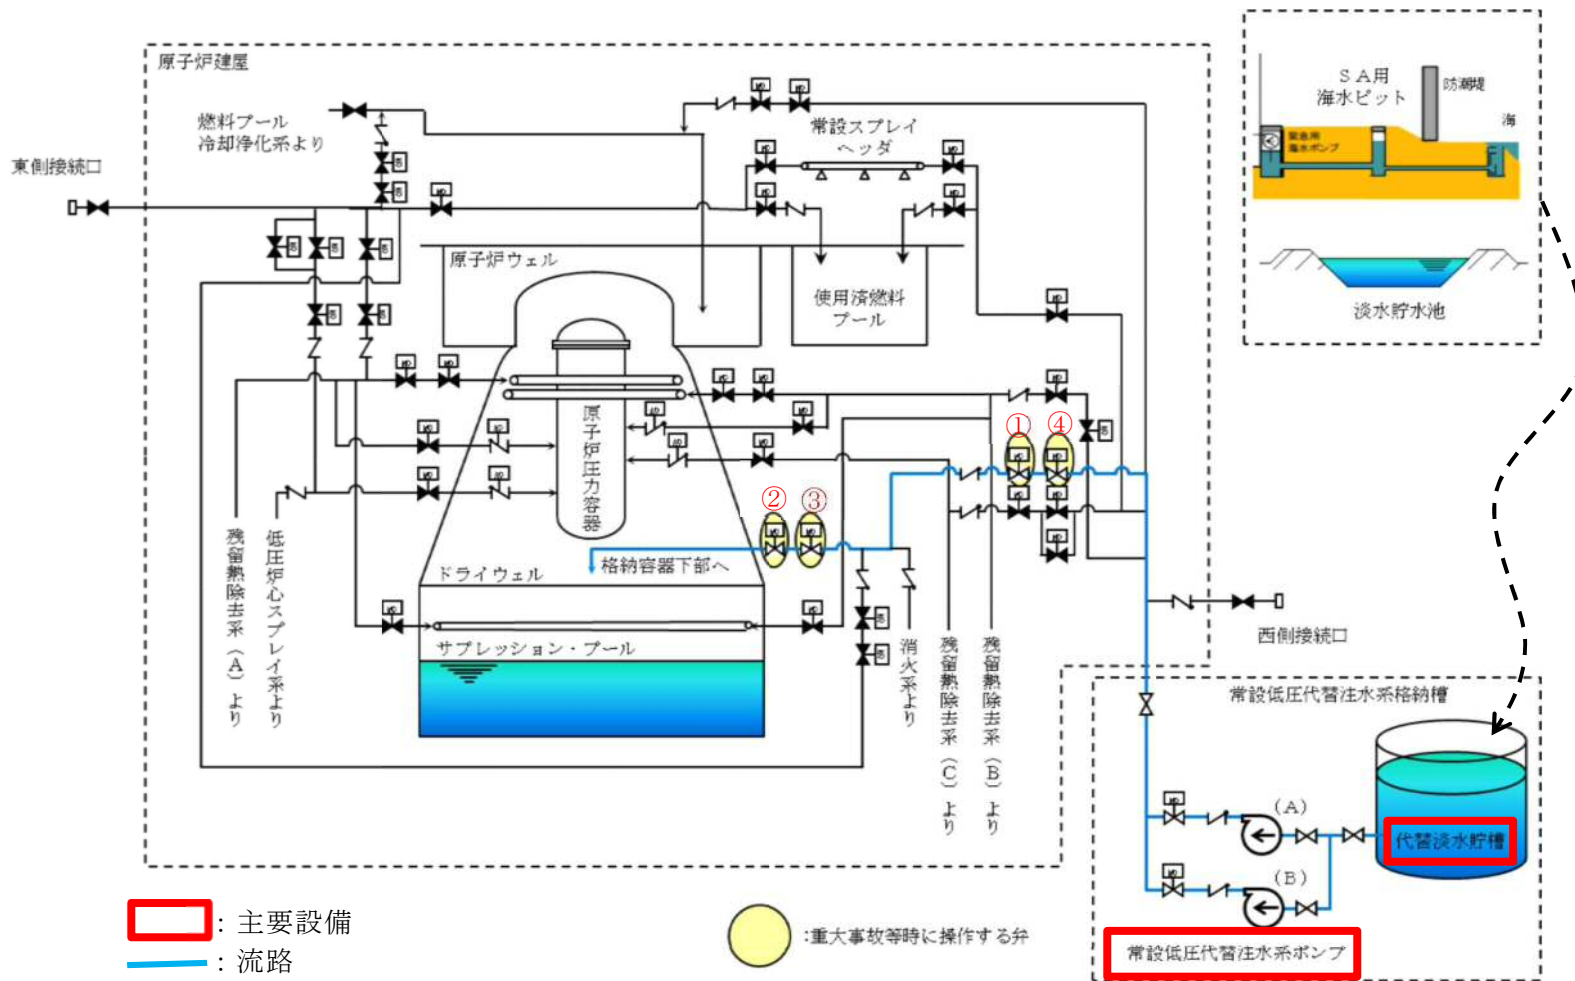 原子炉建屋
燃料プール
冷却浄化系より
東側接続口
常設スプレイ
ヘッダ
SA用
海水ピット
防潮堤
海
緊急用
海水ポンプ
淡水貯水池
原子炉ウェル
使用済燃料
プール
原子炉圧力容器
①
④
②
③
格納容器下部へ
ドライウェル
サプレッション・プール
残留熱除去系(A)より
低圧炉心スプレイ系より
消火系より
残留熱除去系(C)より
残留熱除去系(B)より
西側接続口
常設低圧代替注水系格納槽
(A)
(B)
代替淡水貯槽
常設低圧代替注水系ポンプ
:主要設備
:流路
:重大事故等時に操作する弁